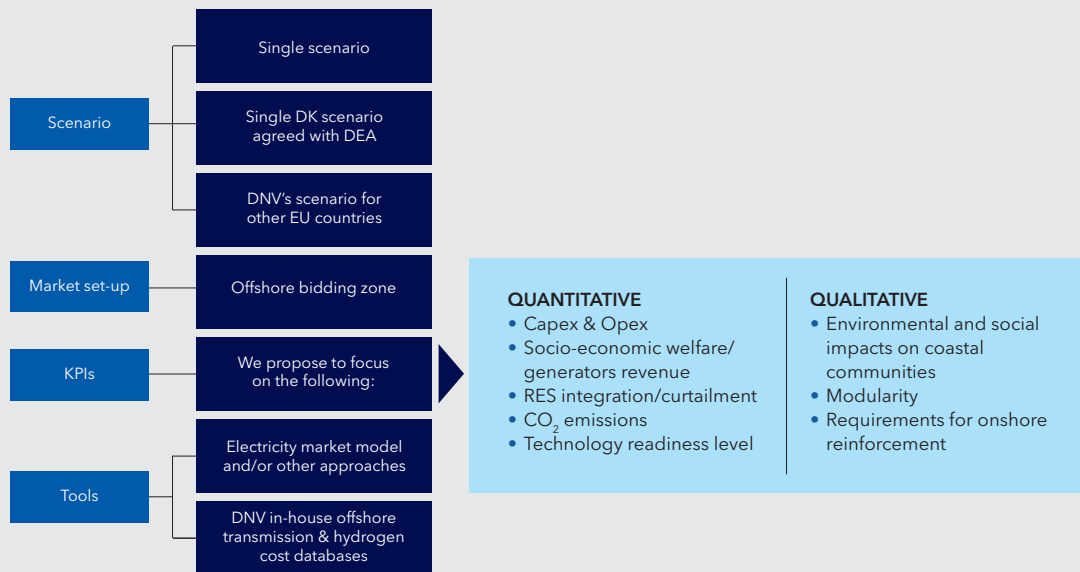 Scenario
Single scenario
Single DK scenario
agreed with DEA
DNV's scenario for
other EU countries
Market set-up
Offshore bidding zone
KPIs
We propose to focus
on the following:
QUANTITATIVE
• Capex & Opex
• Socio-economic welfare/
generators revenue
• RES integration/curtailment
• CO₂ emissions
• Technology readiness level
QUALITATIVE
• Environmental and social
impacts on coastal
communities
• Modularity
• Requirements for onshore
reinforcement
Tools
Electricity market model
and/or other approaches
DNV in-house offshore
transmission & hydrogen
cost databases